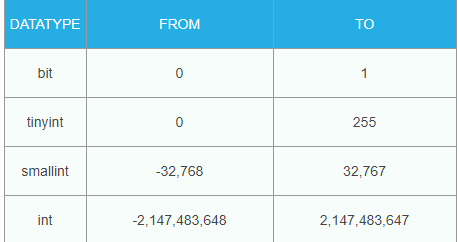 DATATYPE FROM TO
bit 0 1
tinyint 0 255
smallint -32,768 32,767
int -2,147,483,648 2,147,483,647